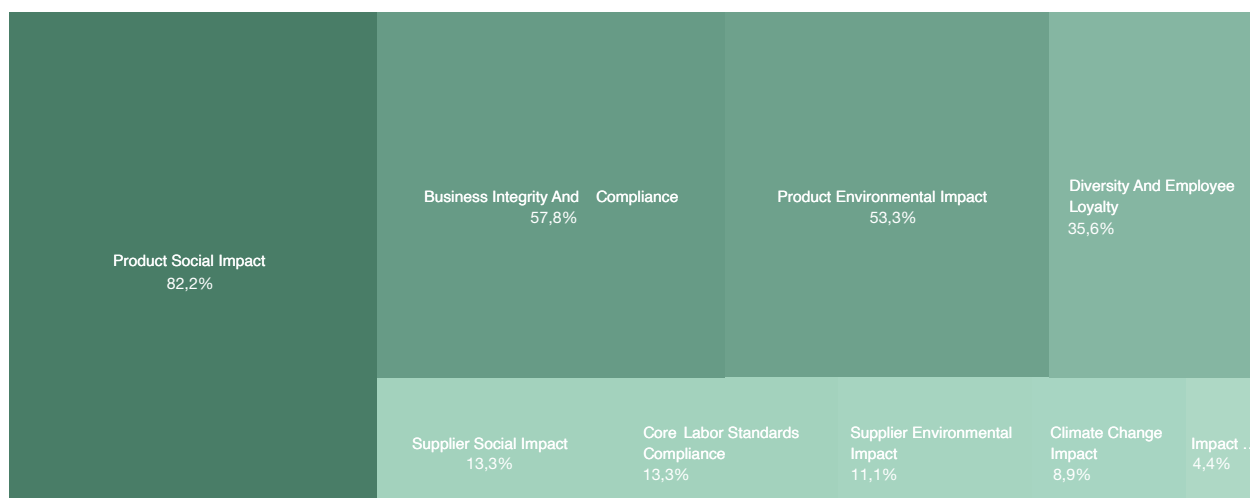 Product Social Impact
82,2%
Business Integrity And Compliance
57,8%
Product Environmental Impact
53,3%
Diversity And Employee
Loyalty
35,6%
Supplier Social Impact
13,3%
Core Labor Standards
Compliance
13,3%
Supplier Environmental
Impact
11,1%
Climate Change
Impact
8,9%
Impact ...
4,4%